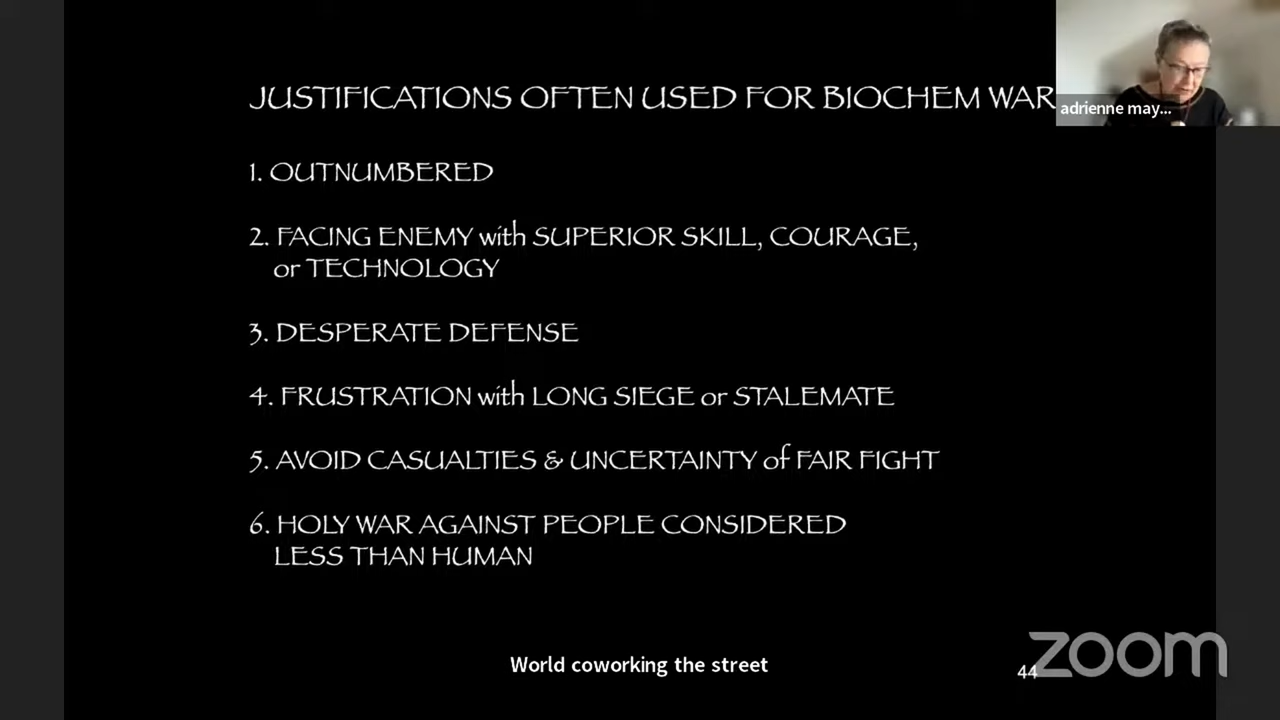 JUSTIFICATIONS OFTEN USED FOR BIOCHEM WAR
adrienne may...
1. OUTNUMBERED
2. FACING ENEMY with SUPERIOR SKILL, COURAGE,
or TECHNOLOGY
3. DESPERATE DEFENSE
4. FRUSTRATION with LONG SIEGE or STALEMATE
5. AVOID CASUALTIES & UNCERTAINTY of FAIR FIGHT
6. HOLY WAR AGAINST PEOPLE CONSIDERED
LESS THAN HUMAN
World coworking the street
44
zoom